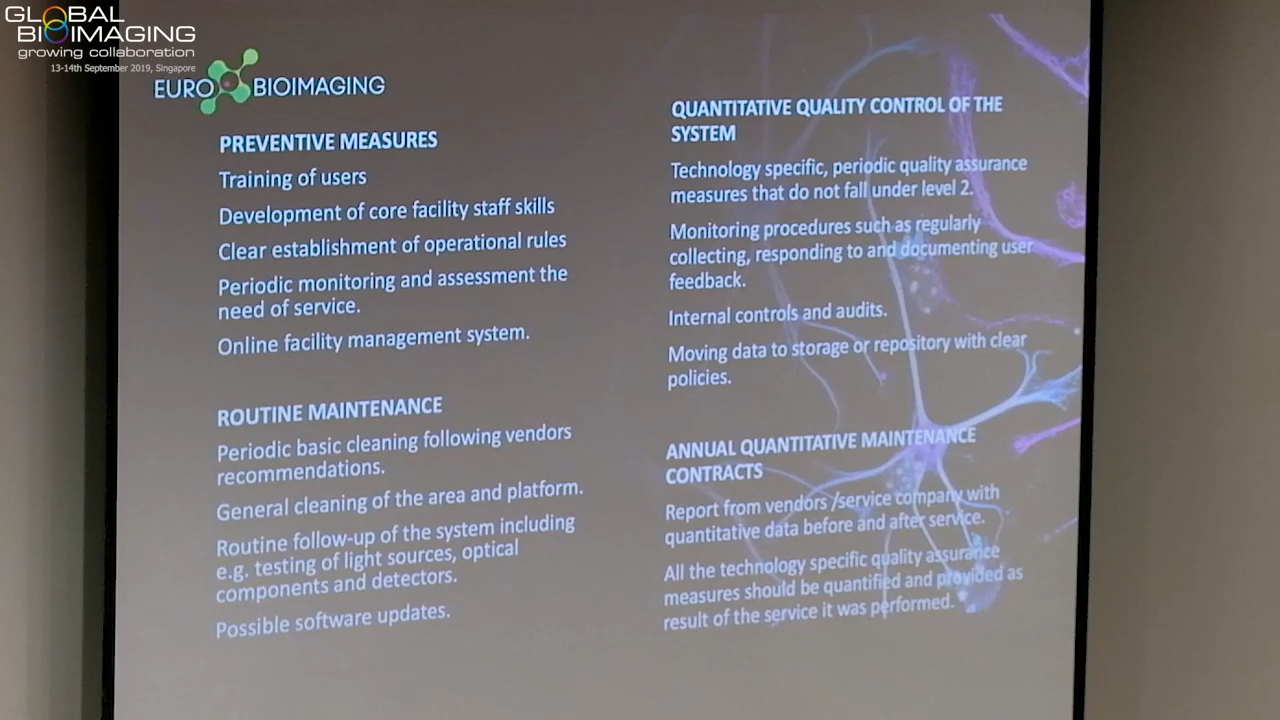 GLOBAL
BIOIMAGING
growing collaboration
13-14th September 2019, Singapore
EURO BIOIMAGING
PREVENTIVE MEASURES
Training of users
Development of core facility staff skills
Clear establishment of operational rules
Periodic monitoring and assessment the
need of service.
Online facility management system.
ROUTINE MAINTENANCE
Periodic basic cleaning following vendors
recommendations.
General cleaning of the area and platform.
Routine follow-up of the system including
e.g. testing of light sources, optical
components and detectors.
Possible software updates.
QUANTITATIVE QUALITY CONTROL OF THE
SYSTEM
Technology specific, periodic quality assurance
measures that do not fall under level 2.
Monitoring procedures such as regularly
collecting, responding to and documenting user
feedback.
Internal controls and audits.
Moving data to storage or repository with clear
policies.
ANNUAL QUANTITATIVE MAINTENANCE
CONTRACTS
Report from vendors /service company with
quantitative data before and after service.
All the technology specific quality assurance
measures should be quantified and provided as
result of the service it was performed.